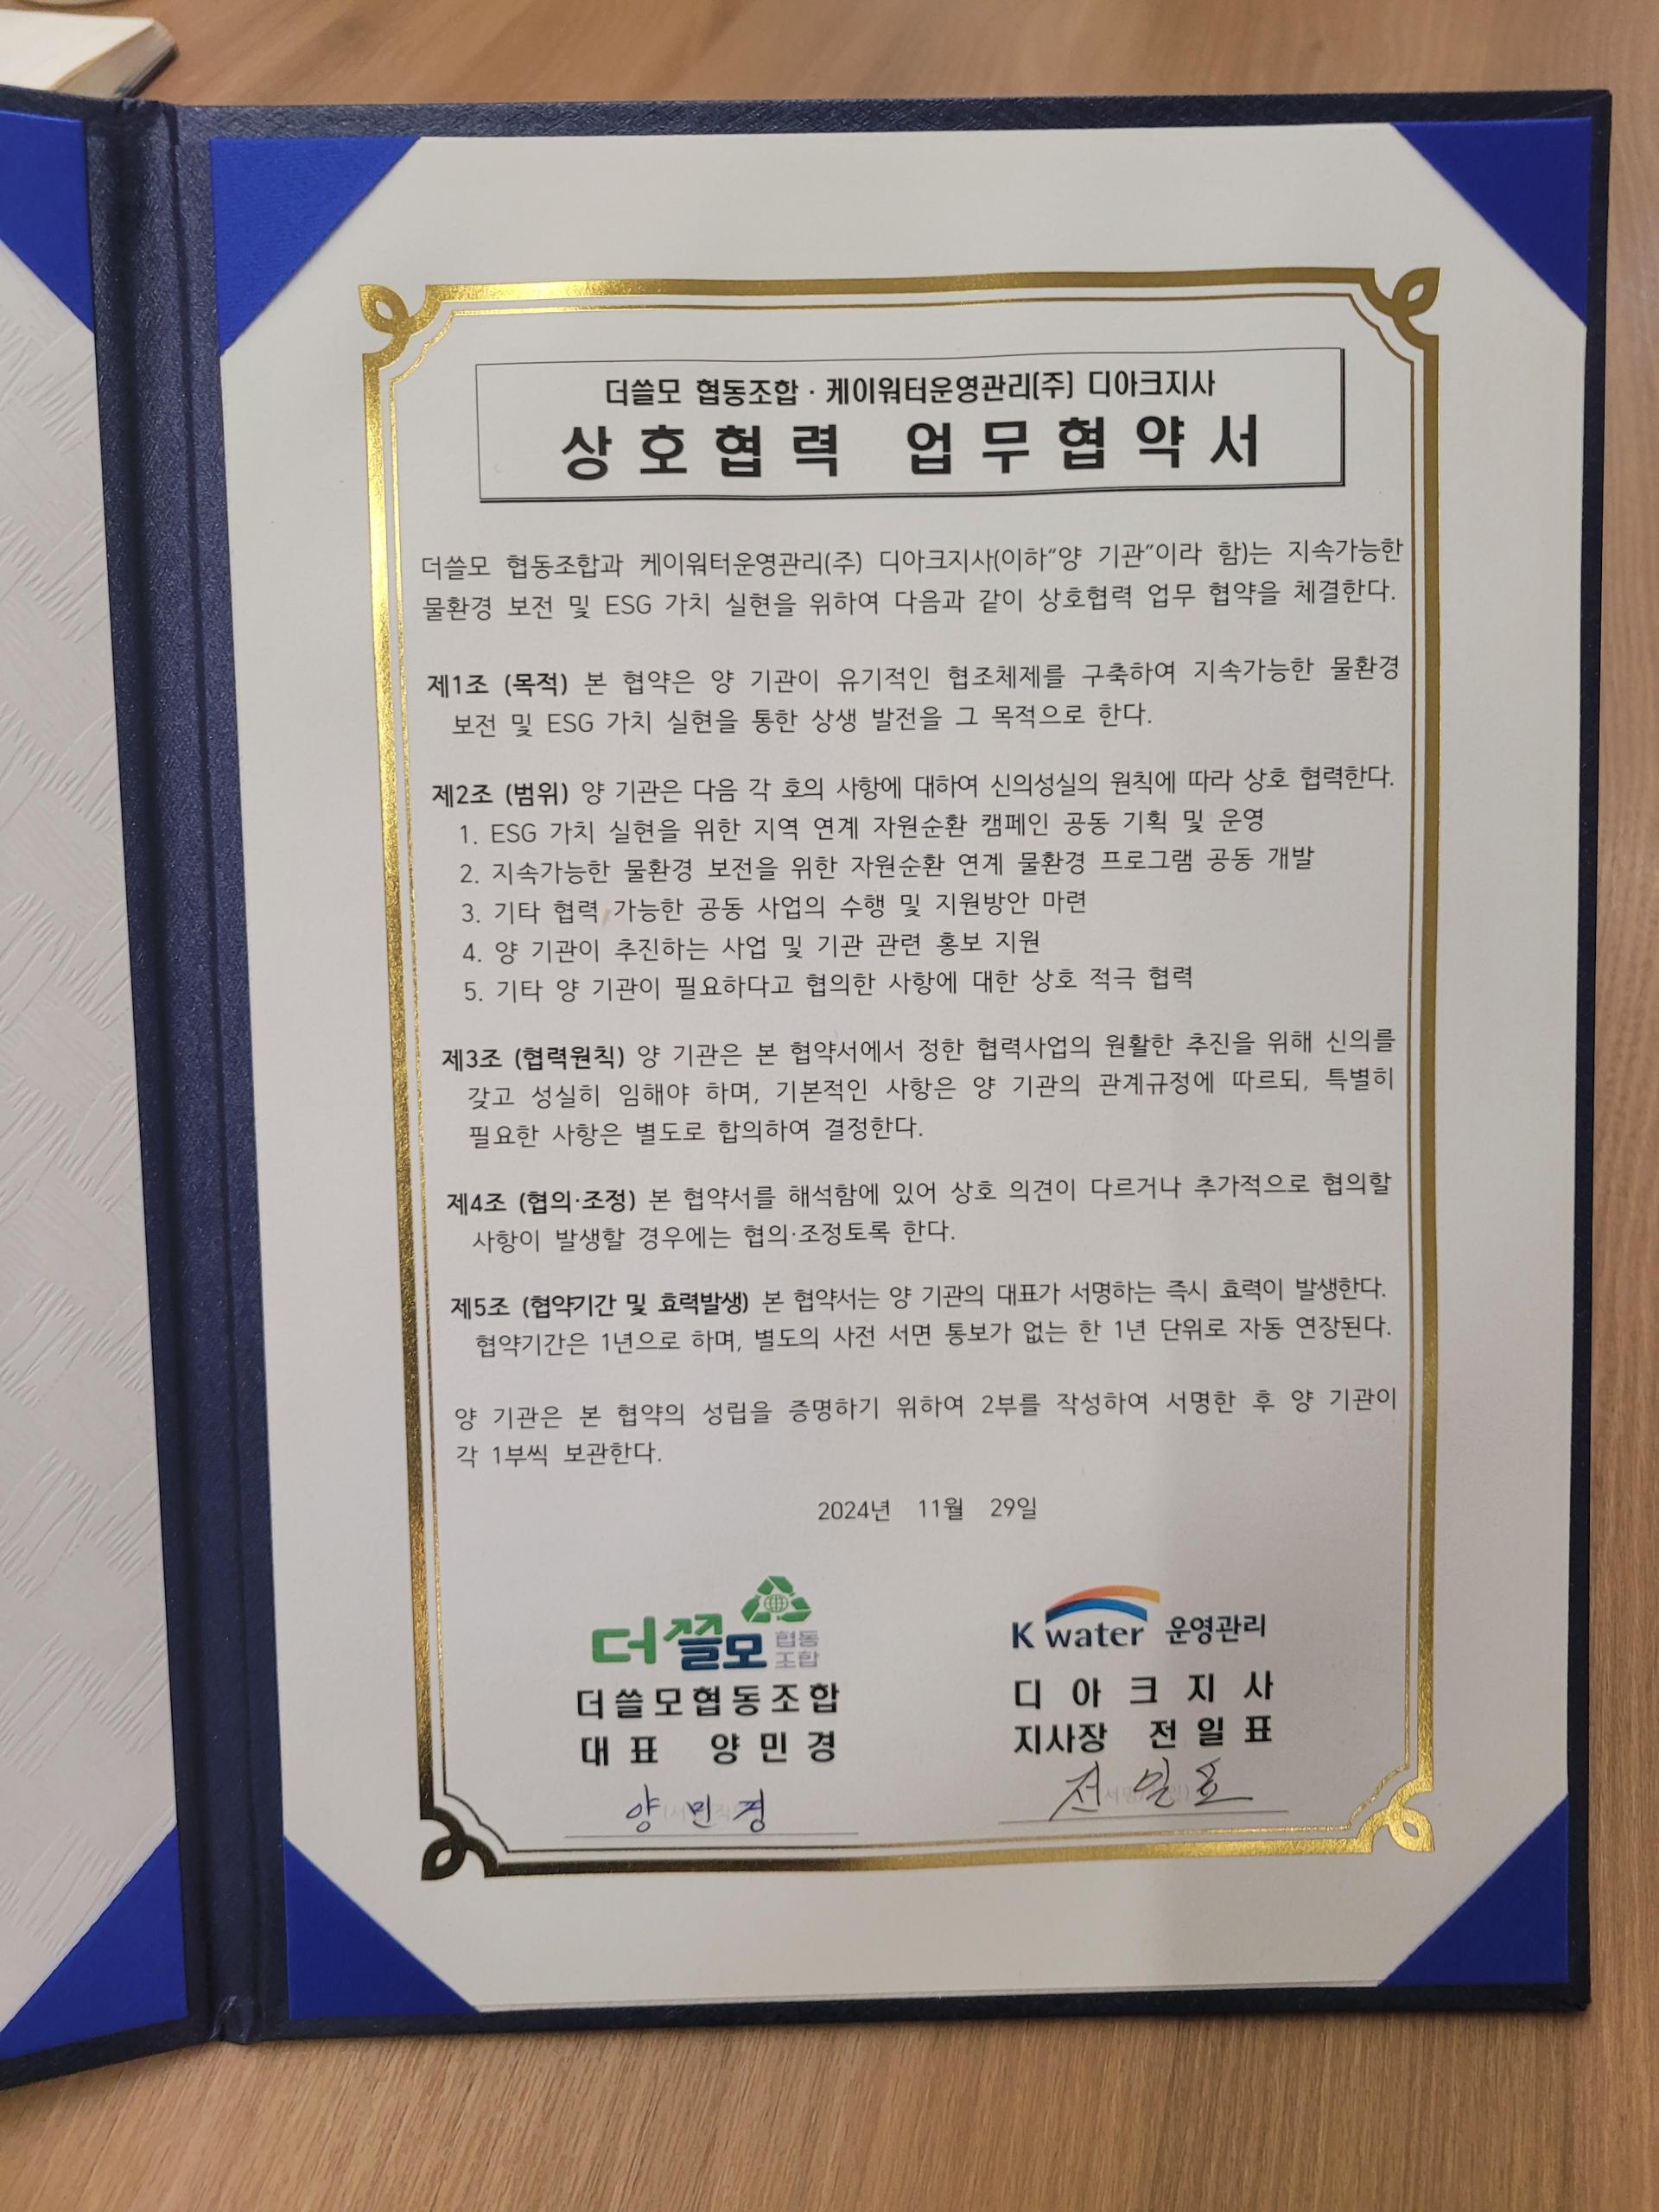 더쓸모 협동조합 · 케이워터운영관리(주) 디아크지사
상호협력 업무협약서
더쓸모 협동조합과 케이워터운영관리(주) 디아크지사(이하“양 기관”이라 함)는 지속가능한
물환경 보전 및 ESG 가치 실현을 위하여 다음과 같이 상호협력 업무 협약을 체결한다.
제1조 (목적) 본 협약은 양 기관이 유기적인 협조체제를 구축하여 지속가능한 물환경
보전 및 ESG 가치 실현을 통한 상생 발전을 그 목적으로 한다.
제2조 (범위) 양 기관은 다음 각 호의 사항에 대하여 신의성실의 원칙에 따라 상호 협력한다.
1. ESG 가치 실현을 위한 지역 연계 자원순환 캠페인 공동 기획 및 운영
2. 지속가능한 물환경 보전을 위한 자원순환 연계 물환경 프로그램 공동 개발
3. 기타 협력 가능한 공동 사업의 수행 및 지원방안 마련
4. 양 기관이 추진하는 사업 및 기관 관련 홍보 지원
5. 기타 양 기관이 필요하다고 협의한 사항에 대한 상호 적극 협력
제3조 (협력원칙) 양 기관은 본 협약서에서 정한 협력사업의 원활한 추진을 위해 신의를
갖고 성실히 임해야 하며, 기본적인 사항은 양 기관의 관계규정에 따르되, 특별히
필요한 사항은 별도로 합의하여 결정한다.
제4조 (협의·조정) 본 협약서를 해석함에 있어 상호 의견이 다르거나 추가적으로 협의할
사항이 발생할 경우에는 협의·조정토록 한다.
제5조 (협약기간 및 효력발생) 본 협약서는 양 기관의 대표가 서명하는 즉시 효력이 발생한다.
협약기간은 1년으로 하며, 별도의 사전 서면 통보가 없는 한 1년 단위로 자동 연장된다.
양 기관은 본 협약의 성립을 증명하기 위하여 2부를 작성하여 서명한 후 양 기관이
각 1부씩 보관한다.
2024년 11월 29일
더쓸모 협동조합
더쓸모협동조합
대표 양민경
양민경
K water 운영관리
디아크지사
지사장 전일표
전일표